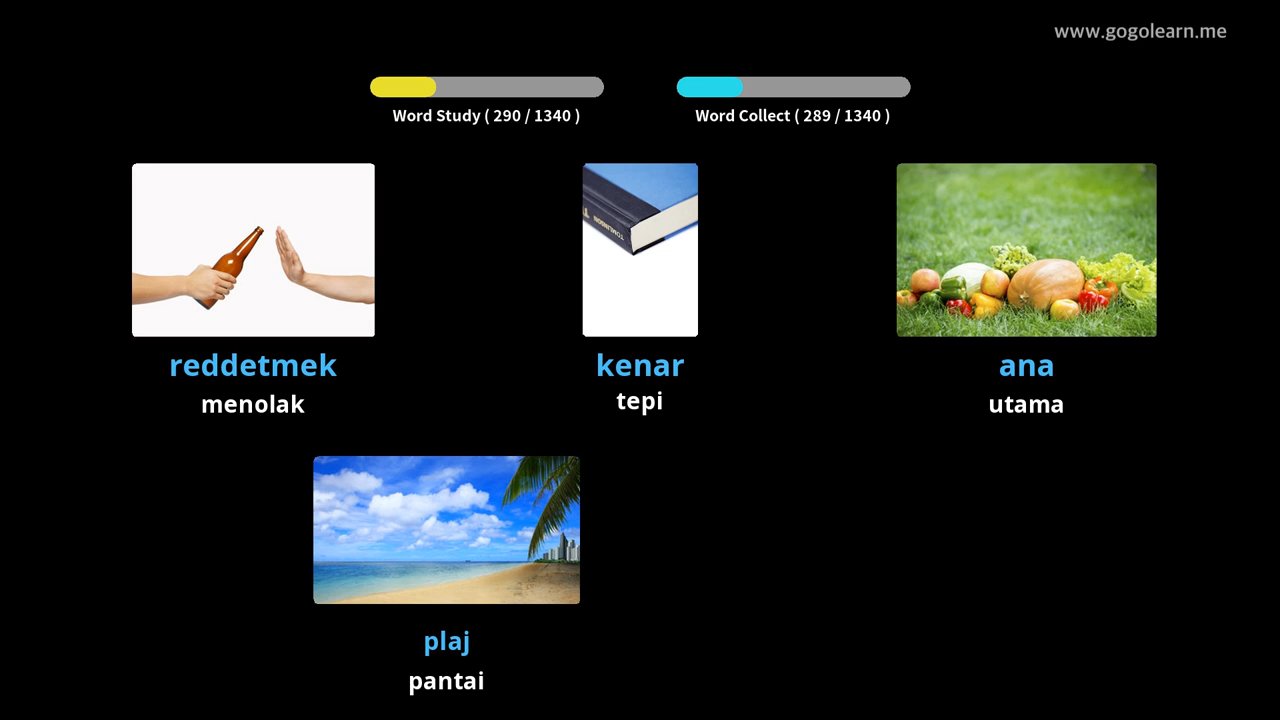 www.gogolearn.me
Word Study ( 290 / 1340 )
Word Collect ( 289 / 1340 )
TOMLINSON
reddetmek
menolak
kenar
tepi
ana
utama
plaj
pantai